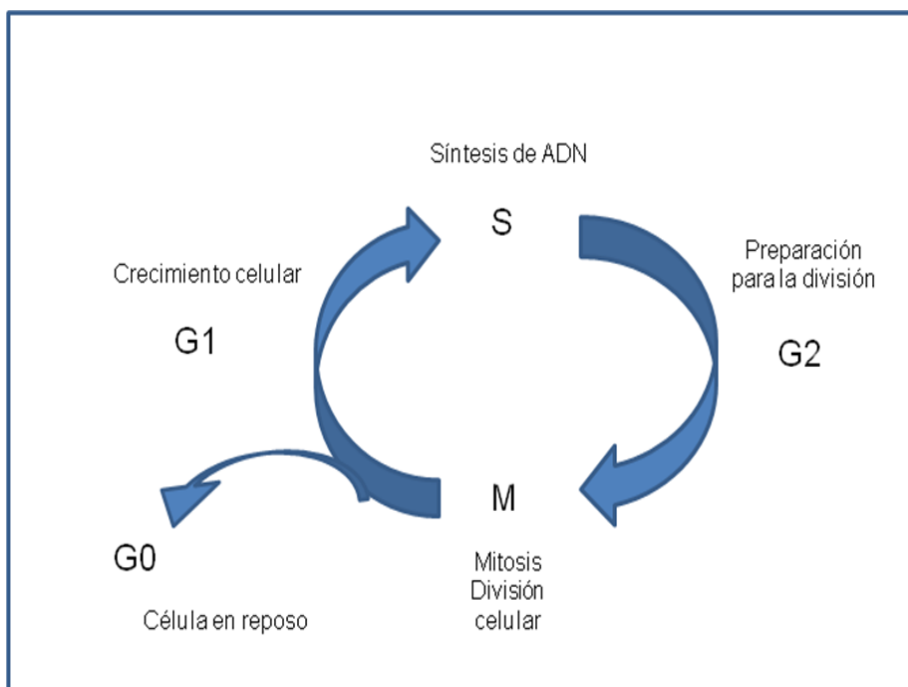 Síntesis de ADN
S
Crecimiento celular
G1
Preparación
para la división
G2
M
Mitosis
División
celular
G0
Célula en reposo